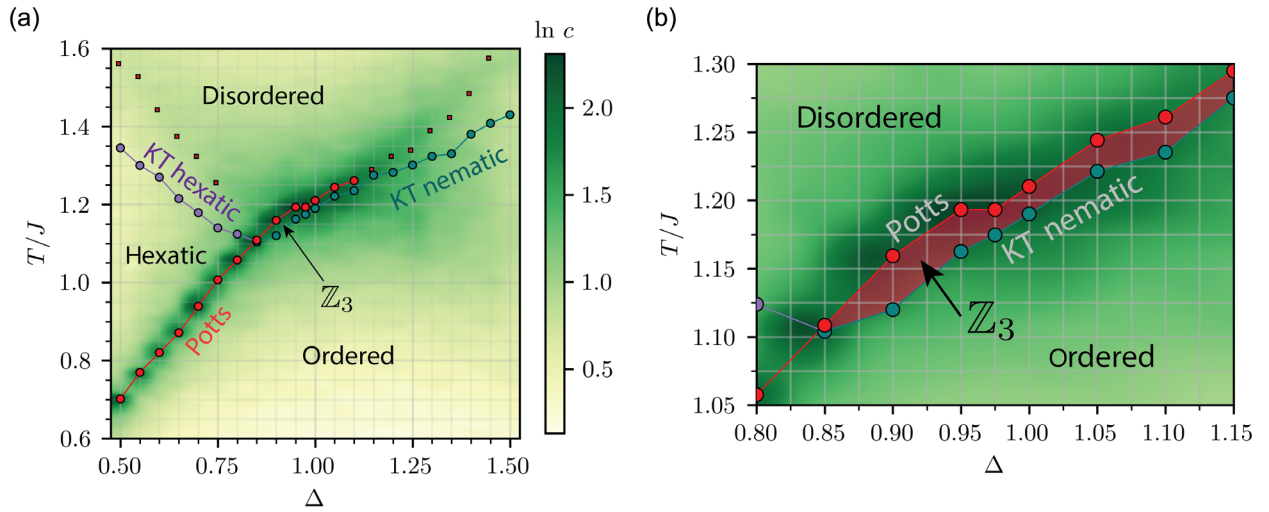 (a)
ln c
1.6
1.4
1.2
1.0
0.8
0.6
T/J
Disordered
KT hexatic
KT nematic
Hexatic
ℤ₃
Potts
Ordered
0.50
0.75
1.00
1.25
1.50
Δ
2.0
1.5
1.0
0.5
(b)
1.30
1.25
1.20
1.15
1.10
1.05
T/J
Disordered
Potts
KT nematic
ℤ₃
Ordered
0.80
0.85
0.90
0.95
1.00
1.05
1.10
1.15
Δ